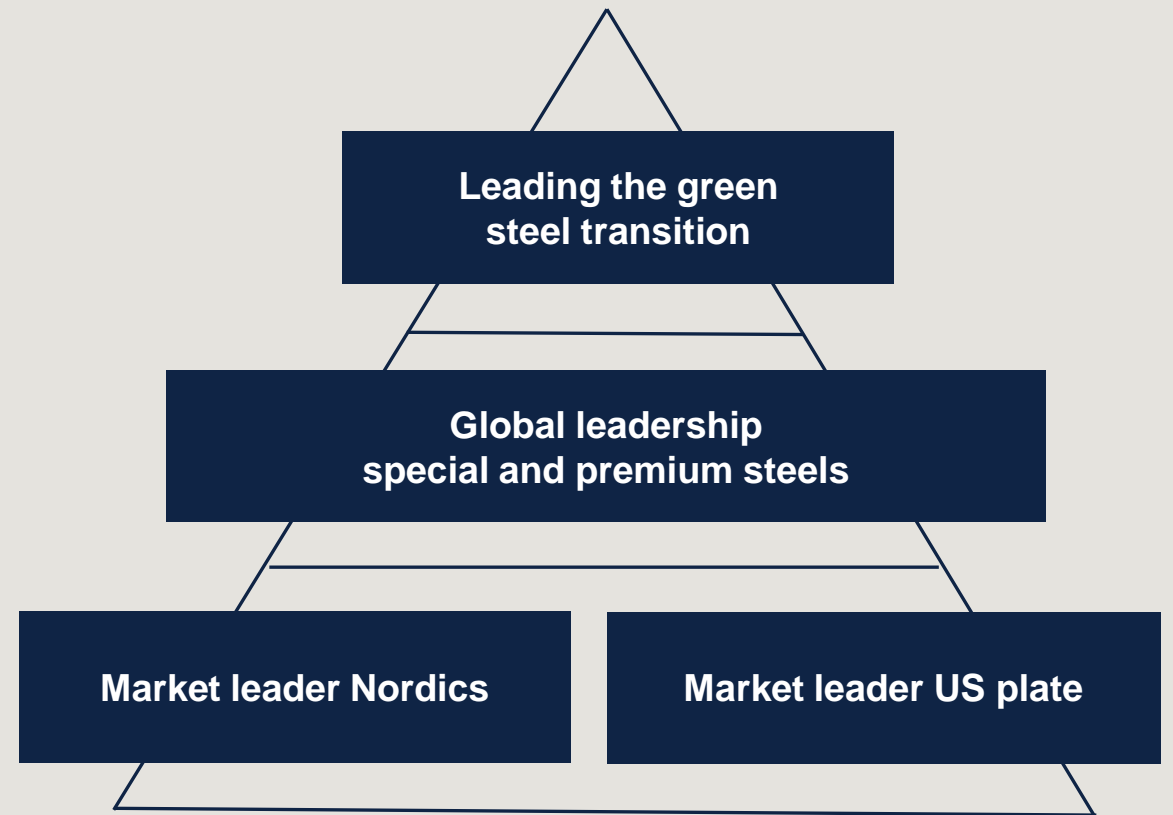 Leading the green
steel transition
Global leadership
special and premium steels
Market leader Nordics
Market leader US plate